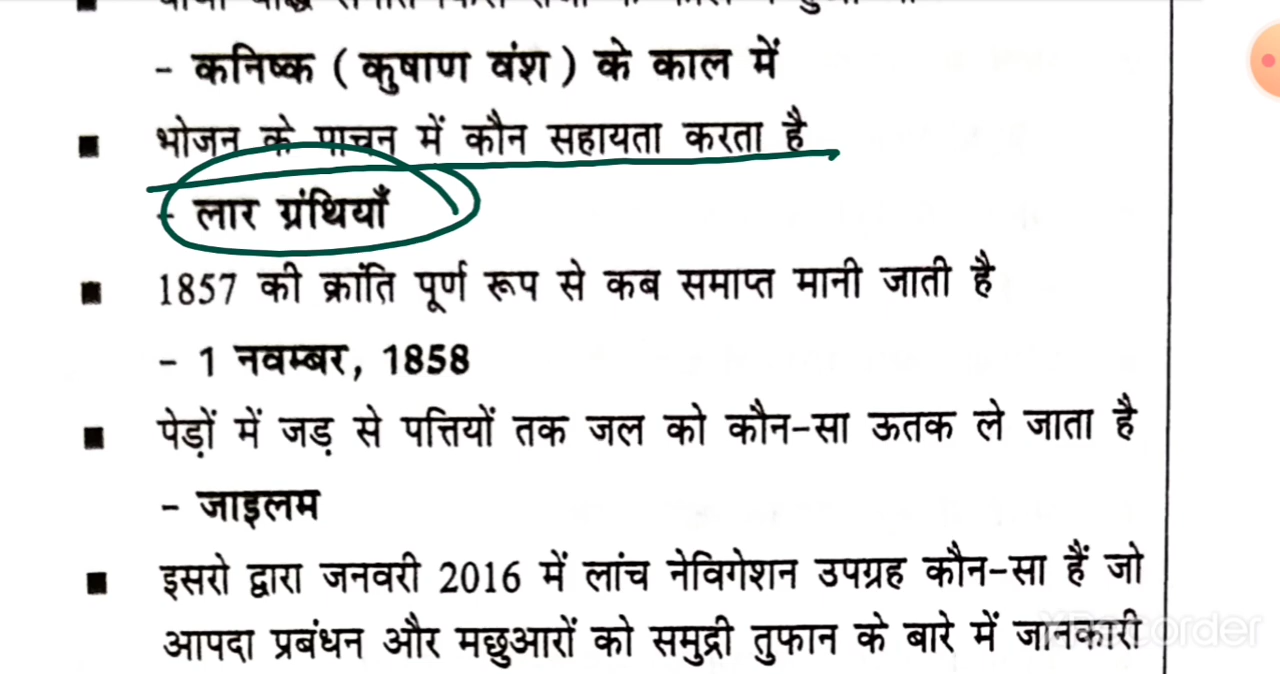 - कनिष्क ( कुषाण वंश ) के काल में
■ भोजन के पाचन में कौन सहायता करता है
- लार ग्रंथियाँ
■ 1857 की क्रांति पूर्ण रूप से कब समाप्त मानी जाती है
- 1 नवम्बर, 1858
■ पेड़ों में जड़ से पत्तियों तक जल को कौन-सा ऊतक ले जाता है
- जाइलम
■ इसरो द्वारा जनवरी 2016 में लांच नेविगेशन उपग्रह कौन-सा हैं जो
आपदा प्रबंधन और मछुआरों को समुद्री तुफान के बारे में जानकारी
XRecorder